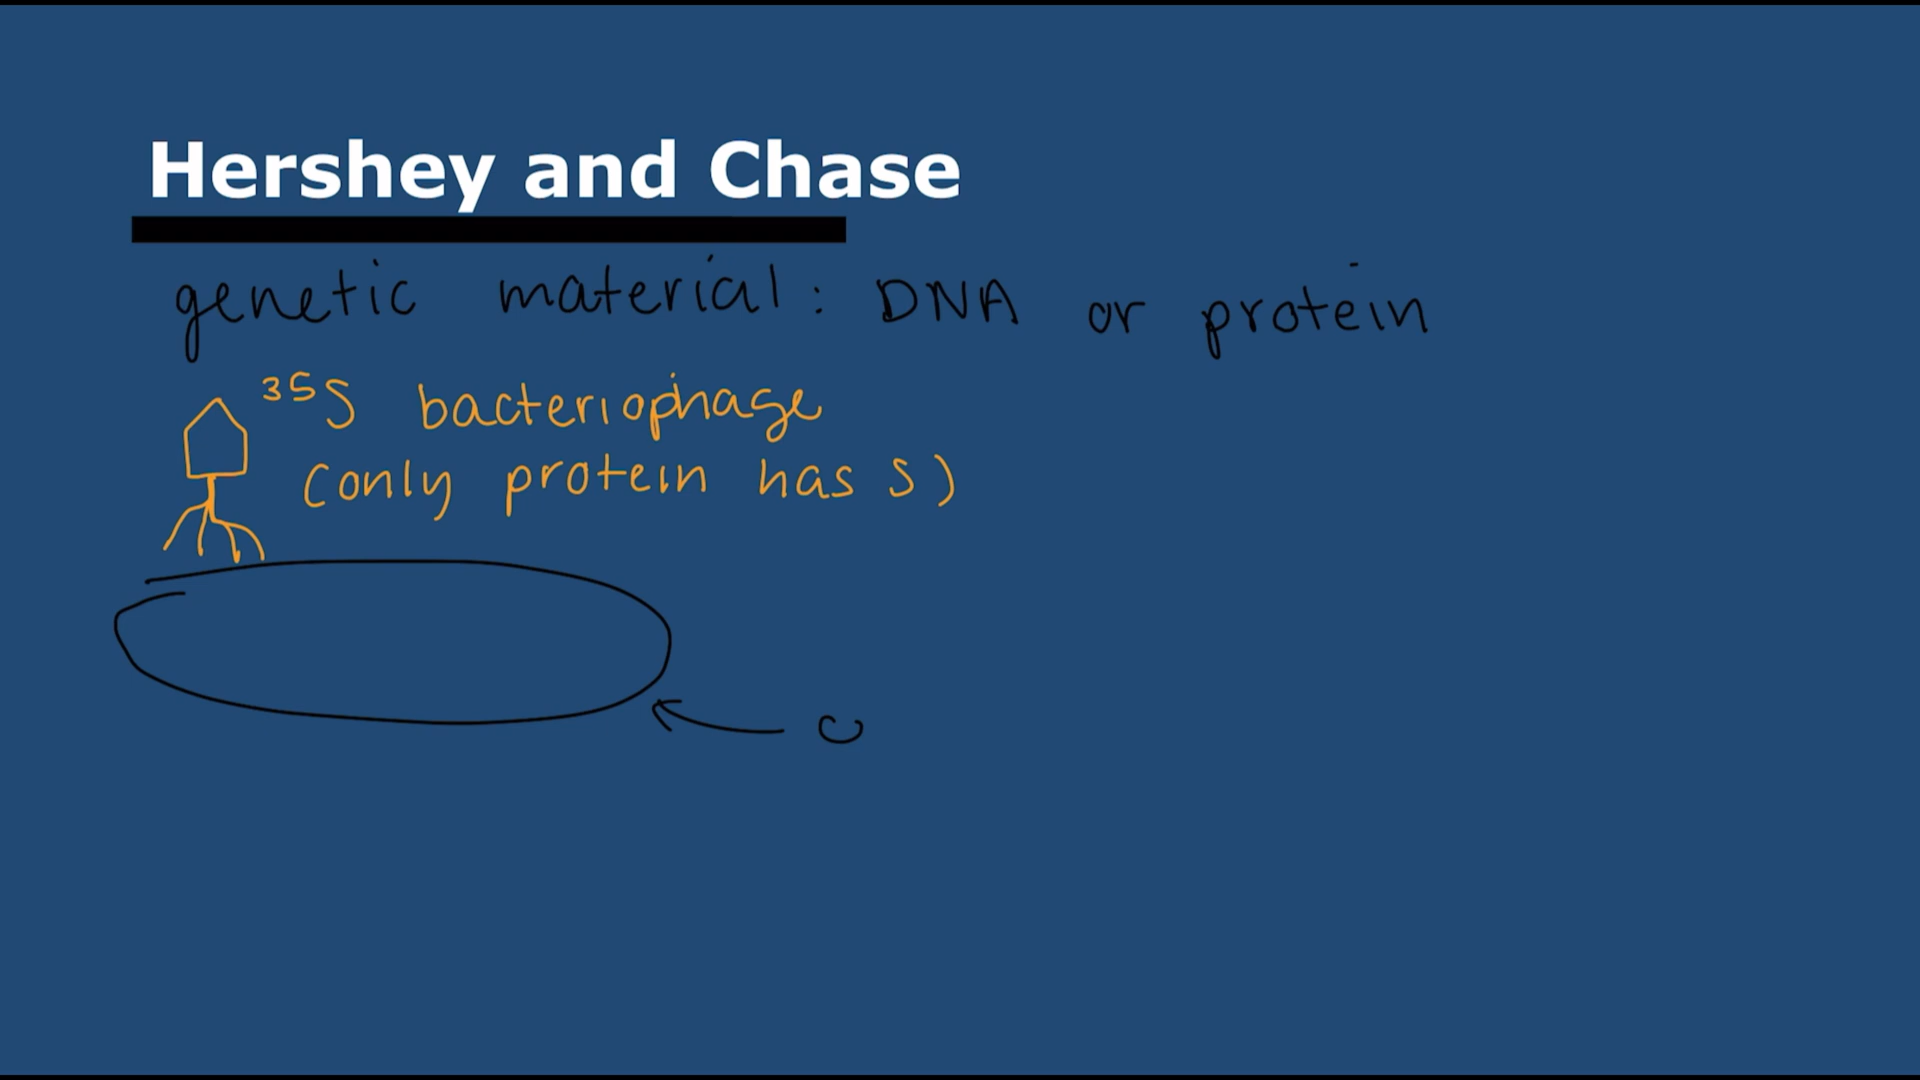 Hershey and Chase
genetic material: DNA or protein
³⁵S bacteriophage
(only protein has S)